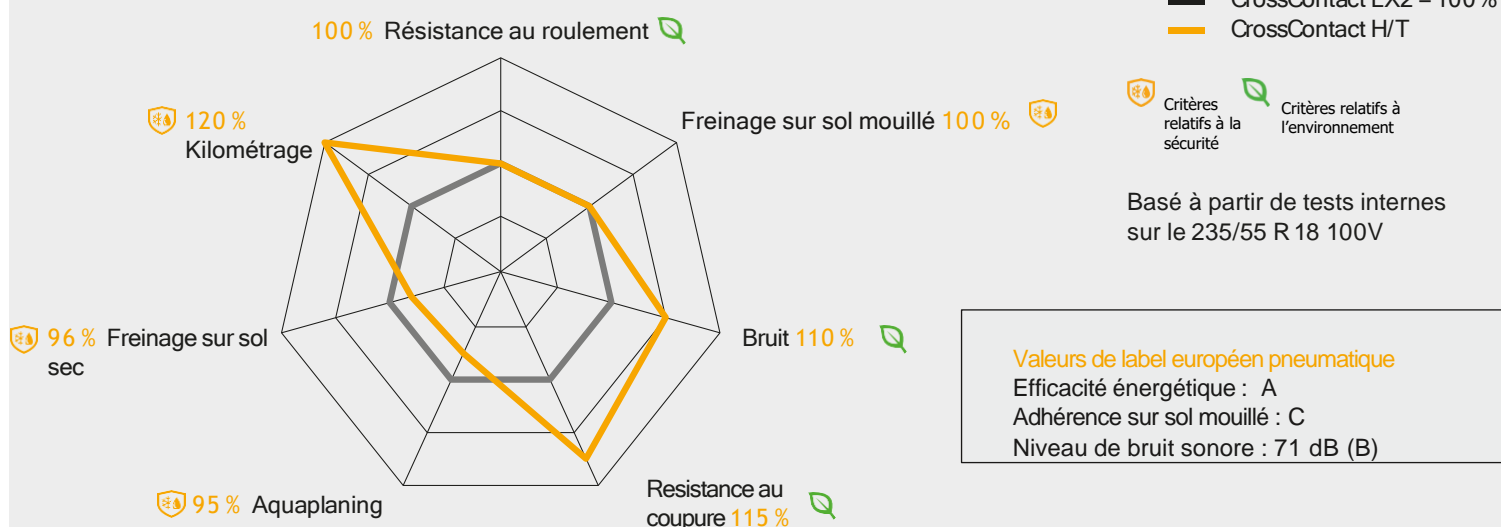 CrossContact LX2 = 100 %
CrossContact H/T
100 % Résistance au roulement
120 %
Kilométrage
Freinage sur sol mouillé 100 %
Critères
relatifs à la
sécurité
Critères relatifs à
l'environnement
Basé à partir de tests internes
sur le 235/55 R 18 100V
96 % Freinage sur sol
sec
Bruit 110 %
Valeurs de label européen pneumatique
Efficacité énergétique : A
Adhérence sur sol mouillé : C
Niveau de bruit sonore : 71 dB (B)
95 % Aquaplaning
Resistance au
coupure 115 %